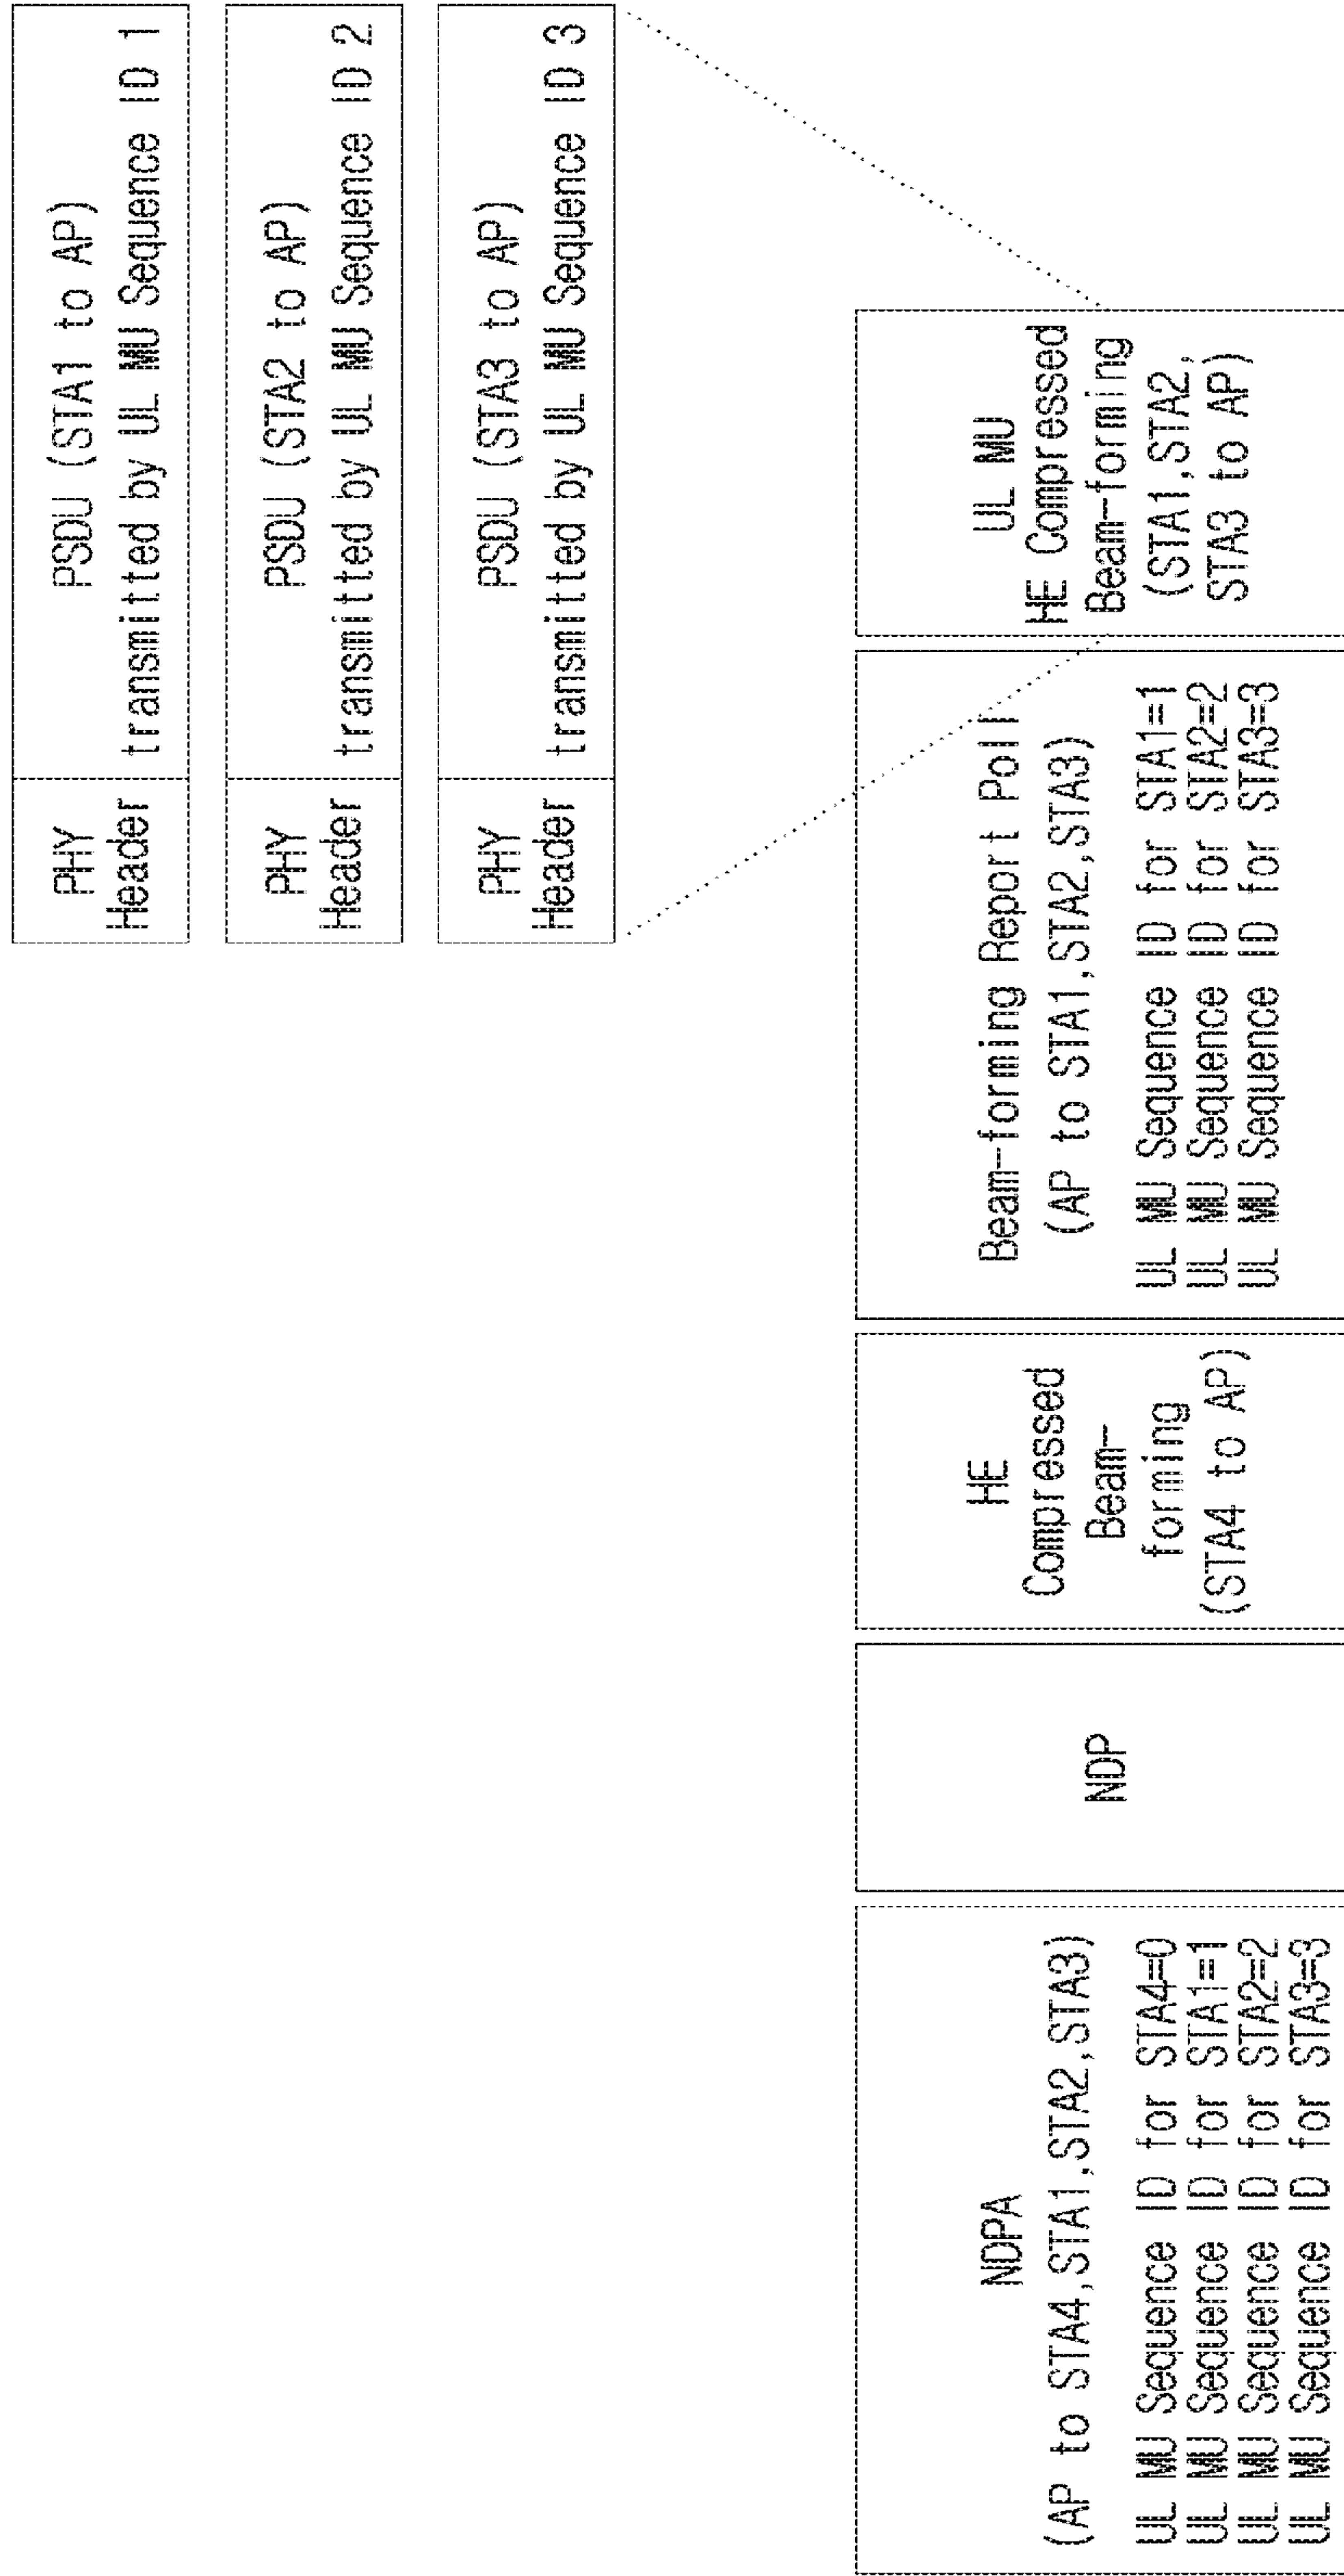 PHY
Header
PSDU (STA1 to AP)
transmitted by UL MU Sequence ID 1
PHY
Header
PSDU (STA2 to AP)
transmitted by UL MU Sequence ID 2
PHY
Header
PSDU (STA3 to AP)
transmitted by UL MU Sequence ID 3
NDPA
(AP to STA4,STA1,STA2,STA3)
UL MU Sequence ID for STA4=0
UL MU Sequence ID for STA1=1
UL MU Sequence ID for STA2=2
UL MU Sequence ID for STA3=3
NDP
HE
Compressed
Beam-
forming
(STA4 to AP)
Beam-forming Report Poll
(AP to STA1,STA2,STA3)
UL MU Sequence ID for STA1=1
UL MU Sequence ID for STA2=2
UL MU Sequence ID for STA3=3
UL MU
HE Compressed
Beam-forming
(STA1,STA2,
STA3 to AP)